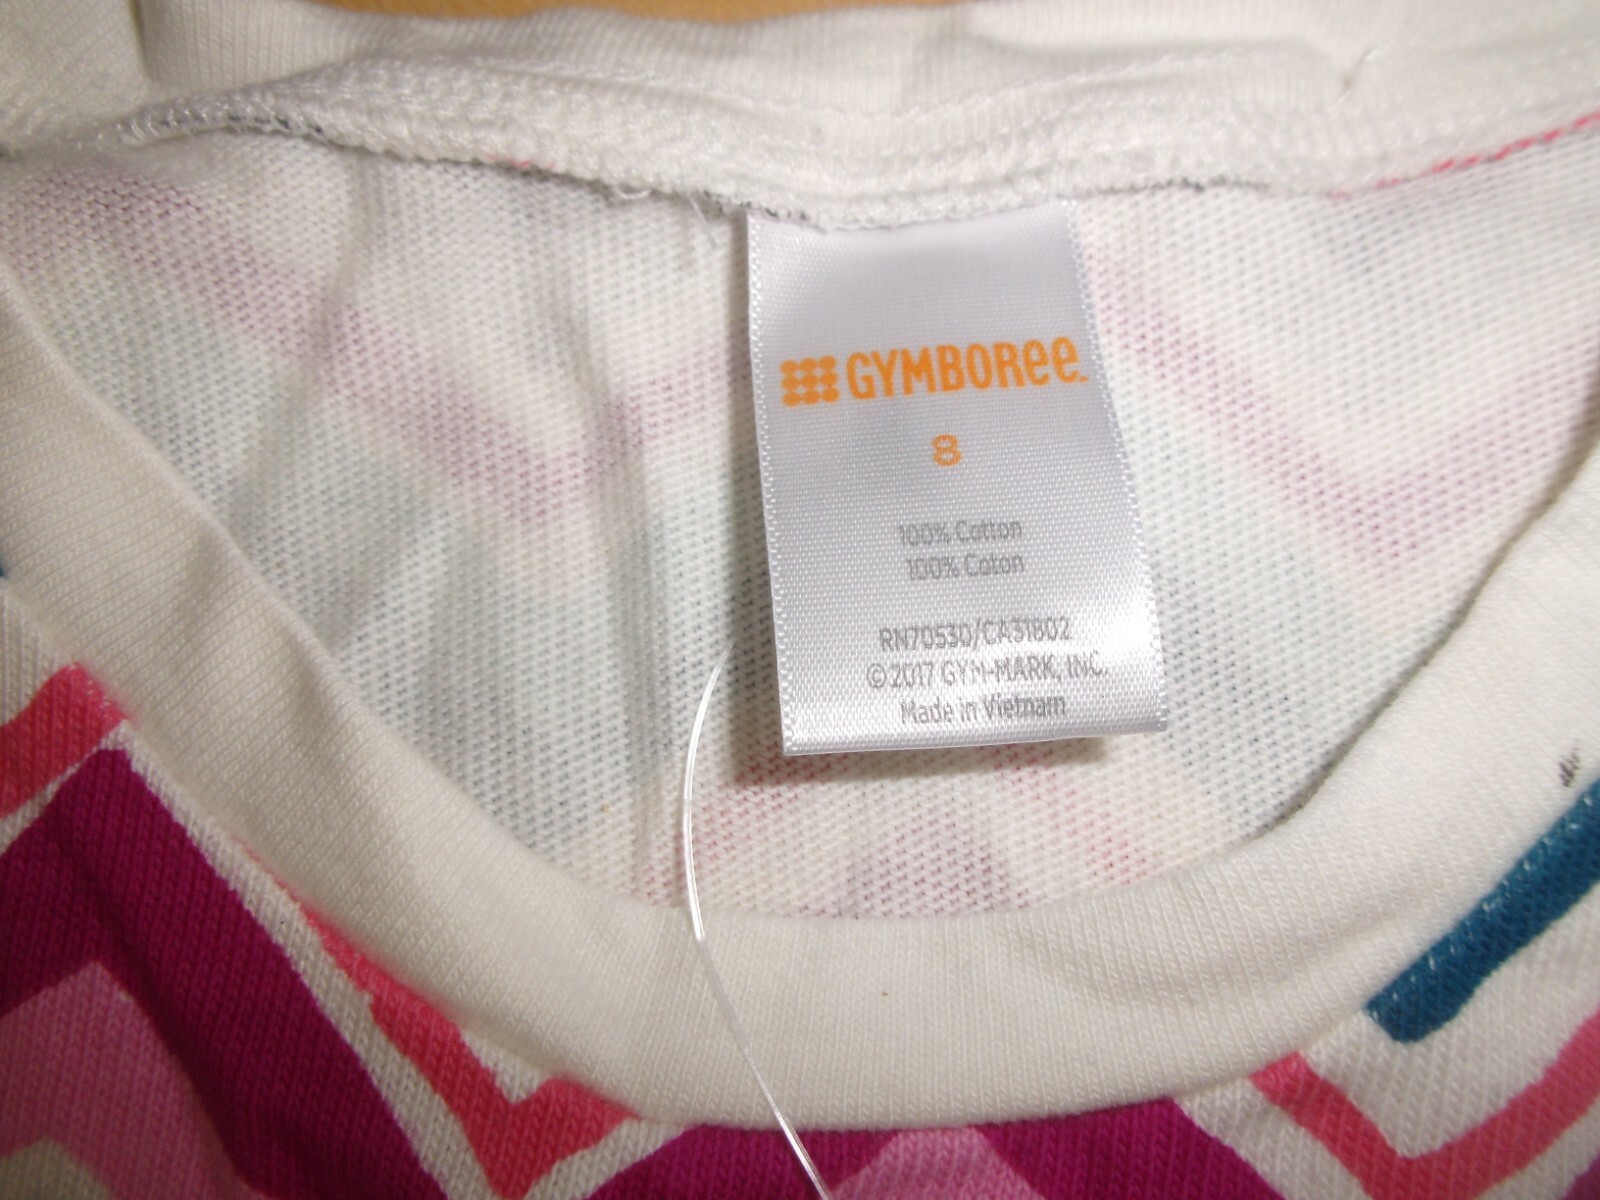 GYMBOREE
8
100% Cotton
100% Coton
RN70530/CA31802
© 2017 GYM-MARK, INC.
Made in Vietnam